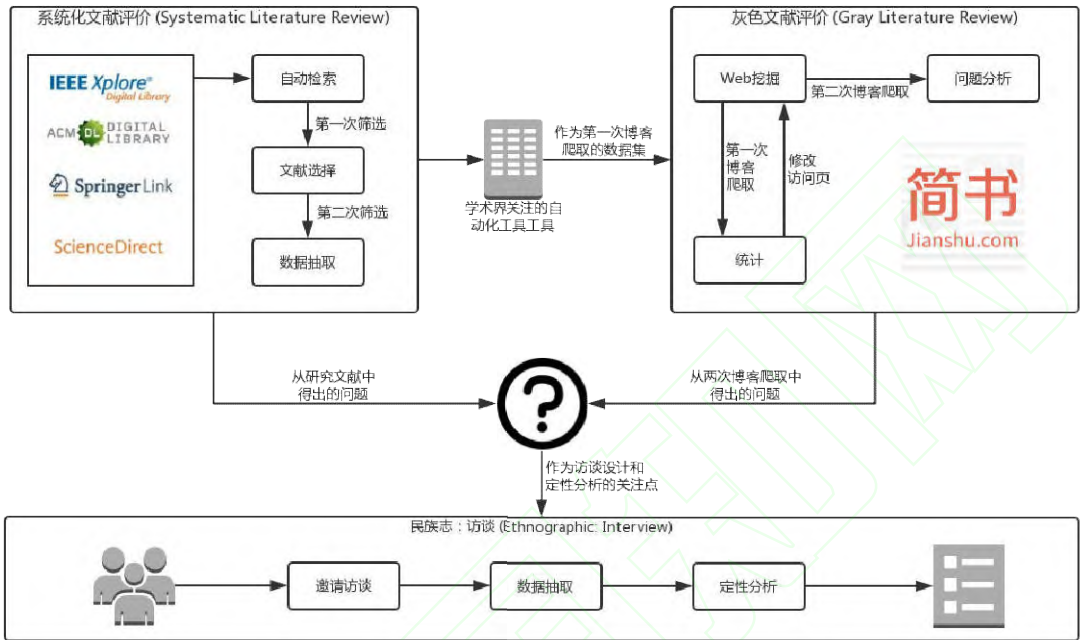 系统化文献评价 (Systematic Literature Review)
IEEE Xplore®
Digital Library
ACM DL DIGITAL
LIBRARY
Springer Link
ScienceDirect
自动检索
第一次筛选
文献选择
第二次筛选
数据抽取
学术界关注的自
动化工具工具
作为第一次博客
爬取的数据集
灰色文献评价 (Gray Literature Review)
Web挖掘
第二次博客爬取
问题分析
第一次
博客
爬取
修改
访问页
统计
简书
Jianshu.com
从研究文献中
得出的问题
?
从两次博客爬取中
得出的问题
作为访谈设计和
定性分析的关注点
民族志：访谈 (Ethnographic: Interview)
邀请访谈
数据抽取
定性分析